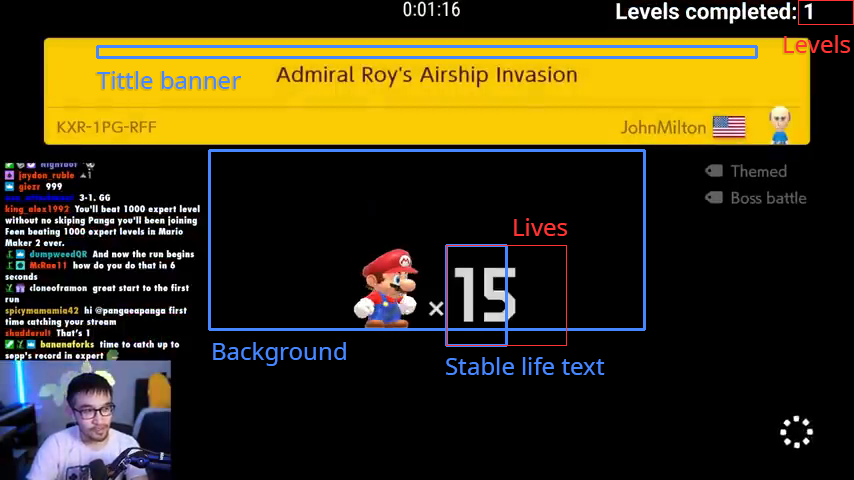 0:01:16
Levels completed: 1
Levels
Tittle banner
Admiral Roy's Airship Invasion
KXR-1PG-RFF
JohnMilton
Themed
Boss battle
jaydon_ruble
giezr 999
3-1. GG
king_alex1992 You'll beat 1000 expert level
without no skiping Panga you'll been joining
Feen beating 1000 expert levels in Mario
Maker 2 ever.
dumpweedQR And now the run begins
McRae11 how do you do that in 6
seconds
cloneoframon great start to the first
run
spicymamami42 hi @pangaeapanga first
time catching your stream
shadderult That's 1
bananaforks time to catch up to
sepp's record in expert
Lives
× 15
Background
Stable life text